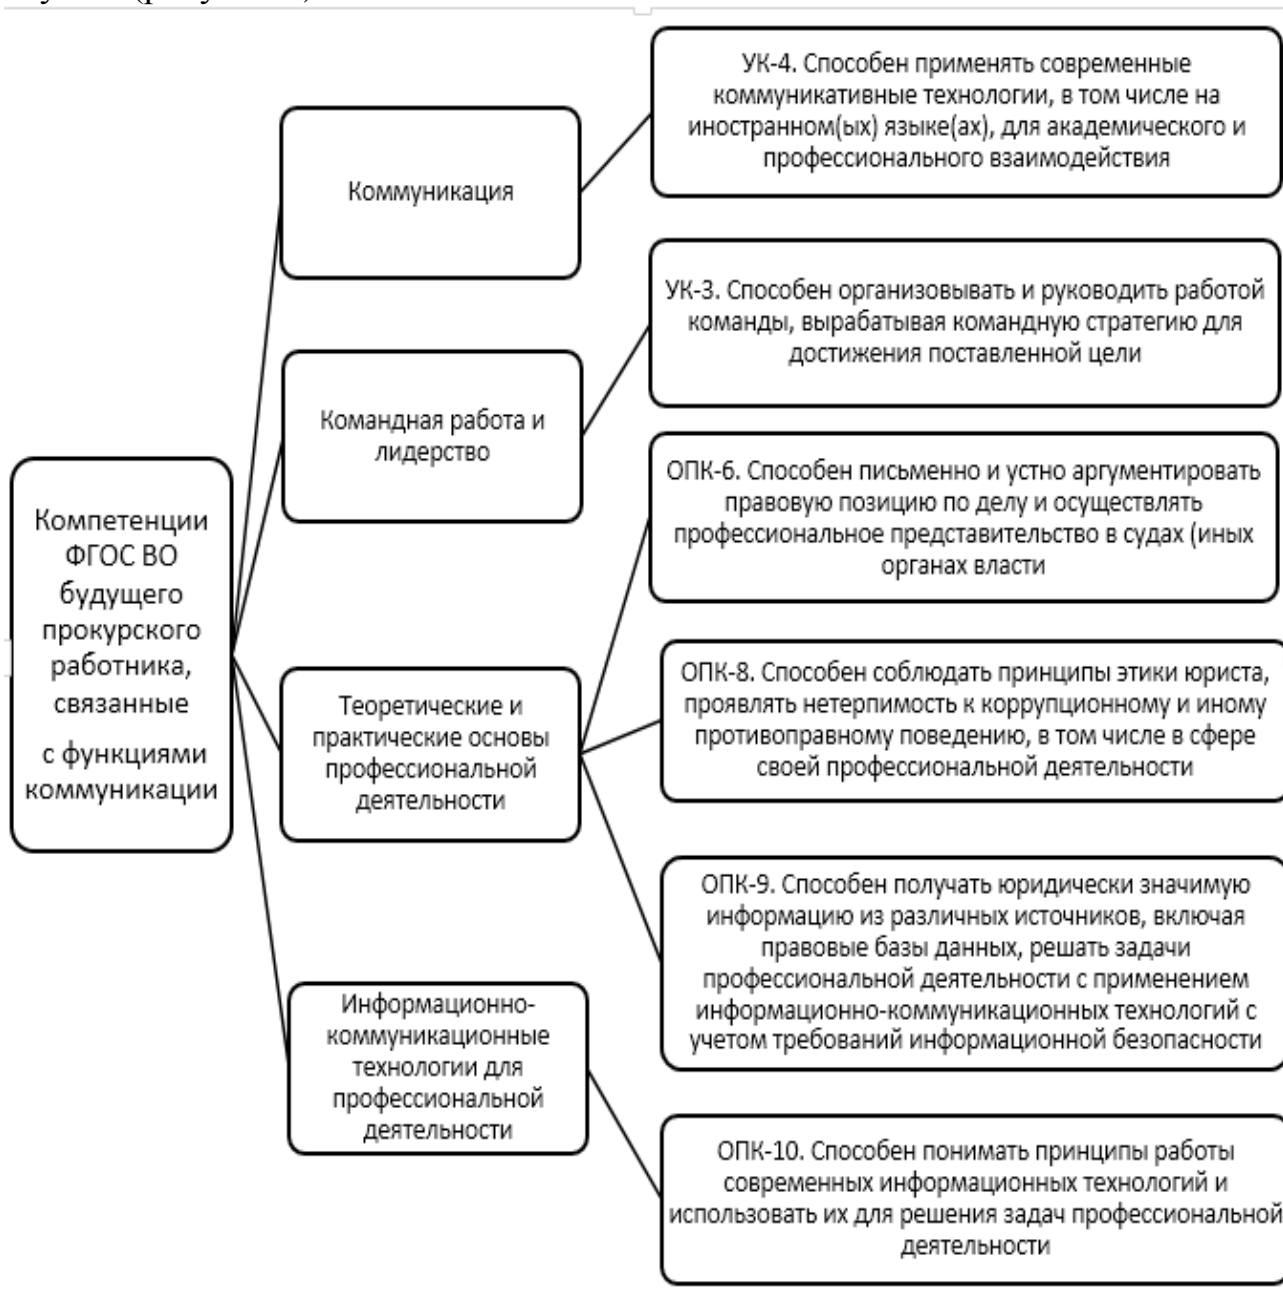 Компетенции
ФГОС ВО
будущего
прокурского
работника,
связанные
с функциями
коммуникации
Коммуникация
УК-4. Способен применять современные
коммуникативные технологии, в том числе на
иностранном(ых) языке(ах), для академического и
профессионального взаимодействия
Командная работа и
лидерство
УК-3. Способен организовывать и руководить работой
команды, вырабатывая командную стратегию для
достижения поставленной цели
Теоретические и
практические основы
профессиональной
деятельности
ОПК-6. Способен письменно и устно аргументировать
правовую позицию по делу и осуществлять
профессиональное представительство в судах (иных
органах власти
ОПК-8. Способен соблюдать принципы этики юриста,
проявлять нетерпимость к коррупционному и иному
противоправному поведению, в том числе в сфере
своей профессиональной деятельности
ОПК-9. Способен получать юридически значимую
информацию из различных источников, включая
правовые базы данных, решать задачи
профессиональной деятельности с применением
информационно-коммуникационных технологий с
учетом требований информационной безопасности
Информационно-
коммуникационные
технологии для
профессиональной
деятельности
ОПК-10. Способен понимать принципы работы
современных информационных технологий и
использовать их для решения задач профессиональной
деятельности